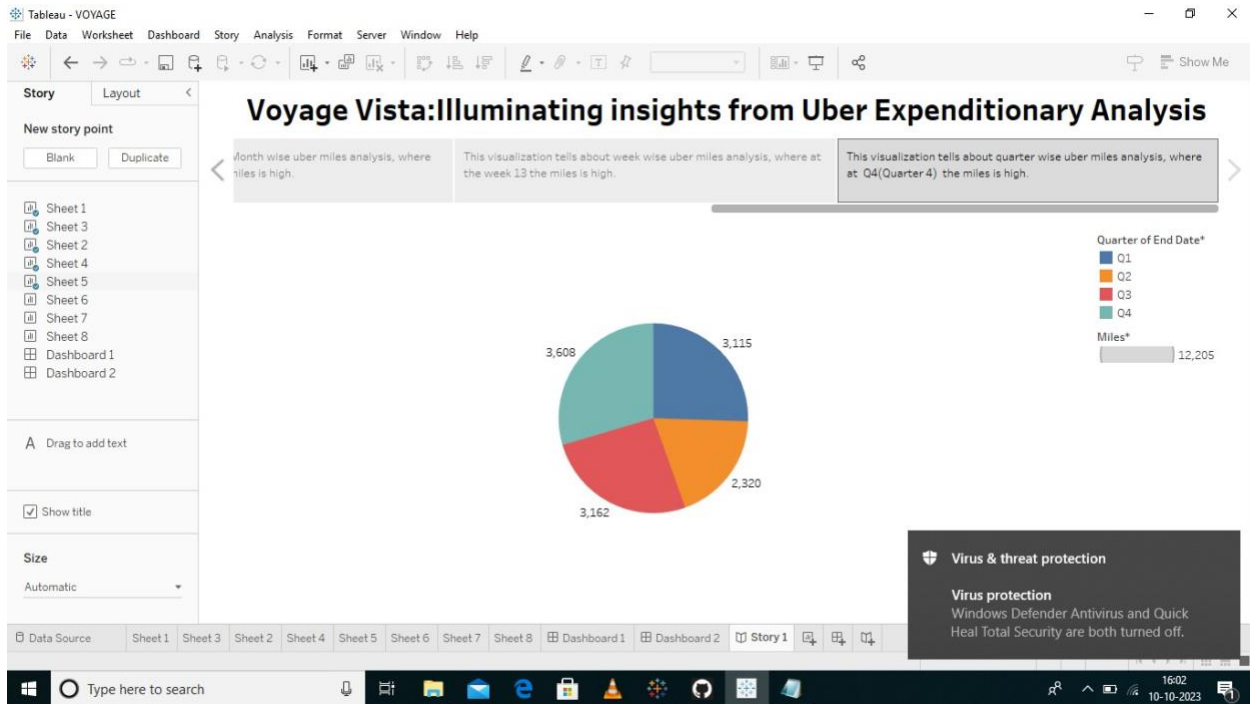 Tableau - VOYAGE
File Data Worksheet Dashboard Story Analysis Format Server Window Help
Show Me
Story Layout
New story point
Blank Duplicate
Sheet 1
Sheet 3
Sheet 2
Sheet 4
Sheet 5
Sheet 6
Sheet 7
Sheet 8
Dashboard 1
Dashboard 2
A Drag to add text
Show title
Size
Automatic
Voyage Vista:Illuminating insights from Uber Expenditionary Analysis
Month wise uber miles analysis, where
miles is high.
This visualization tells about week wise uber miles analysis, where at
the week 13 the miles is high.
This visualization tells about quarter wise uber miles analysis, where
at Q4(Quarter 4) the miles is high.
Quarter of End Date*
Q1
Q2
Q3
Q4
Miles*
12,205
3,608
3,115
2,320
3,162
Virus & threat protection
Virus protection
Windows Defender Antivirus and Quick
Heal Total Security are both turned off.
Data Source Sheet 1 Sheet 3 Sheet 2 Sheet 4 Sheet 5 Sheet 6 Sheet 7 Sheet 8 Dashboard 1 Dashboard 2 Story 1
Type here to search
16:02
10-10-2023